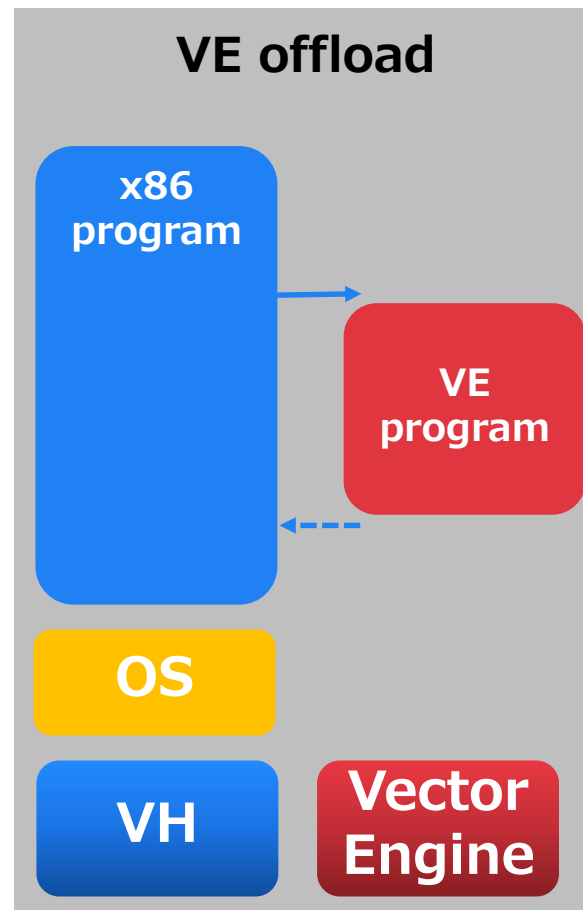 VE offload
x86
program
VE
program
OS
VH
Vector
Engine